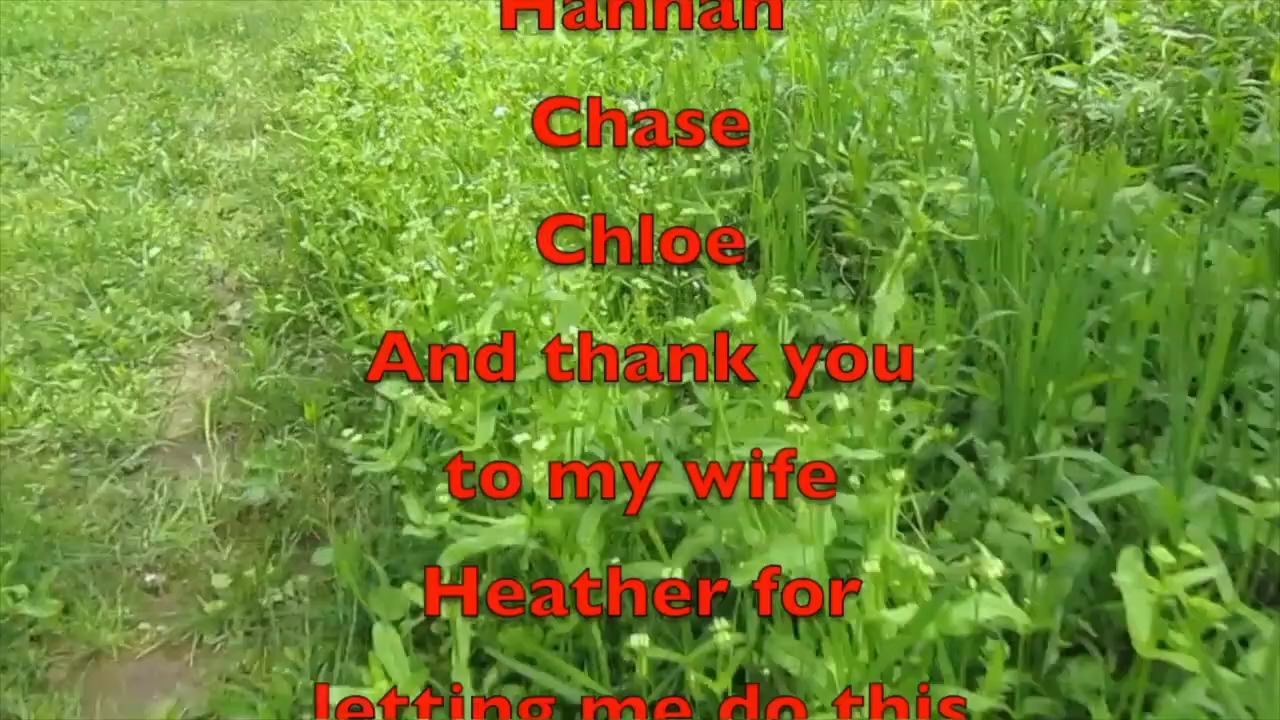 Hannah
Chase
Chloe
And thank you
to my wife
Heather for
letting me do this